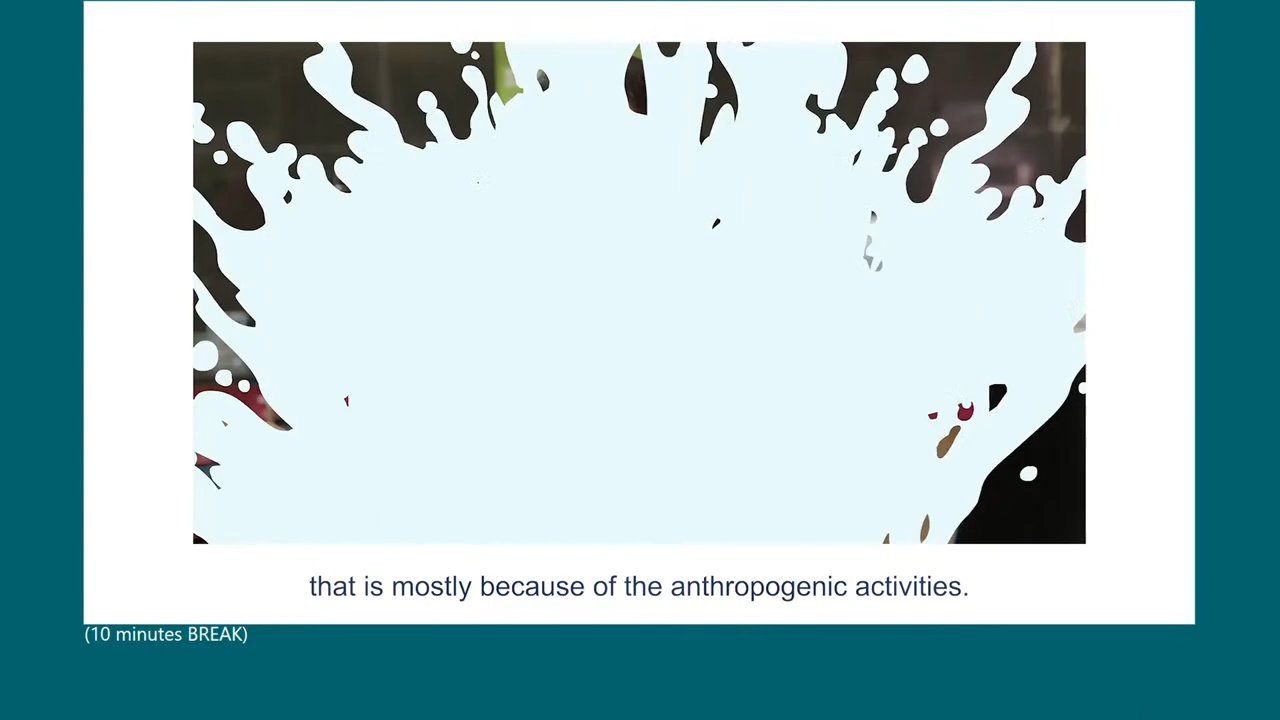 that is mostly because of the anthropogenic activities.
(10 minutes BREAK)